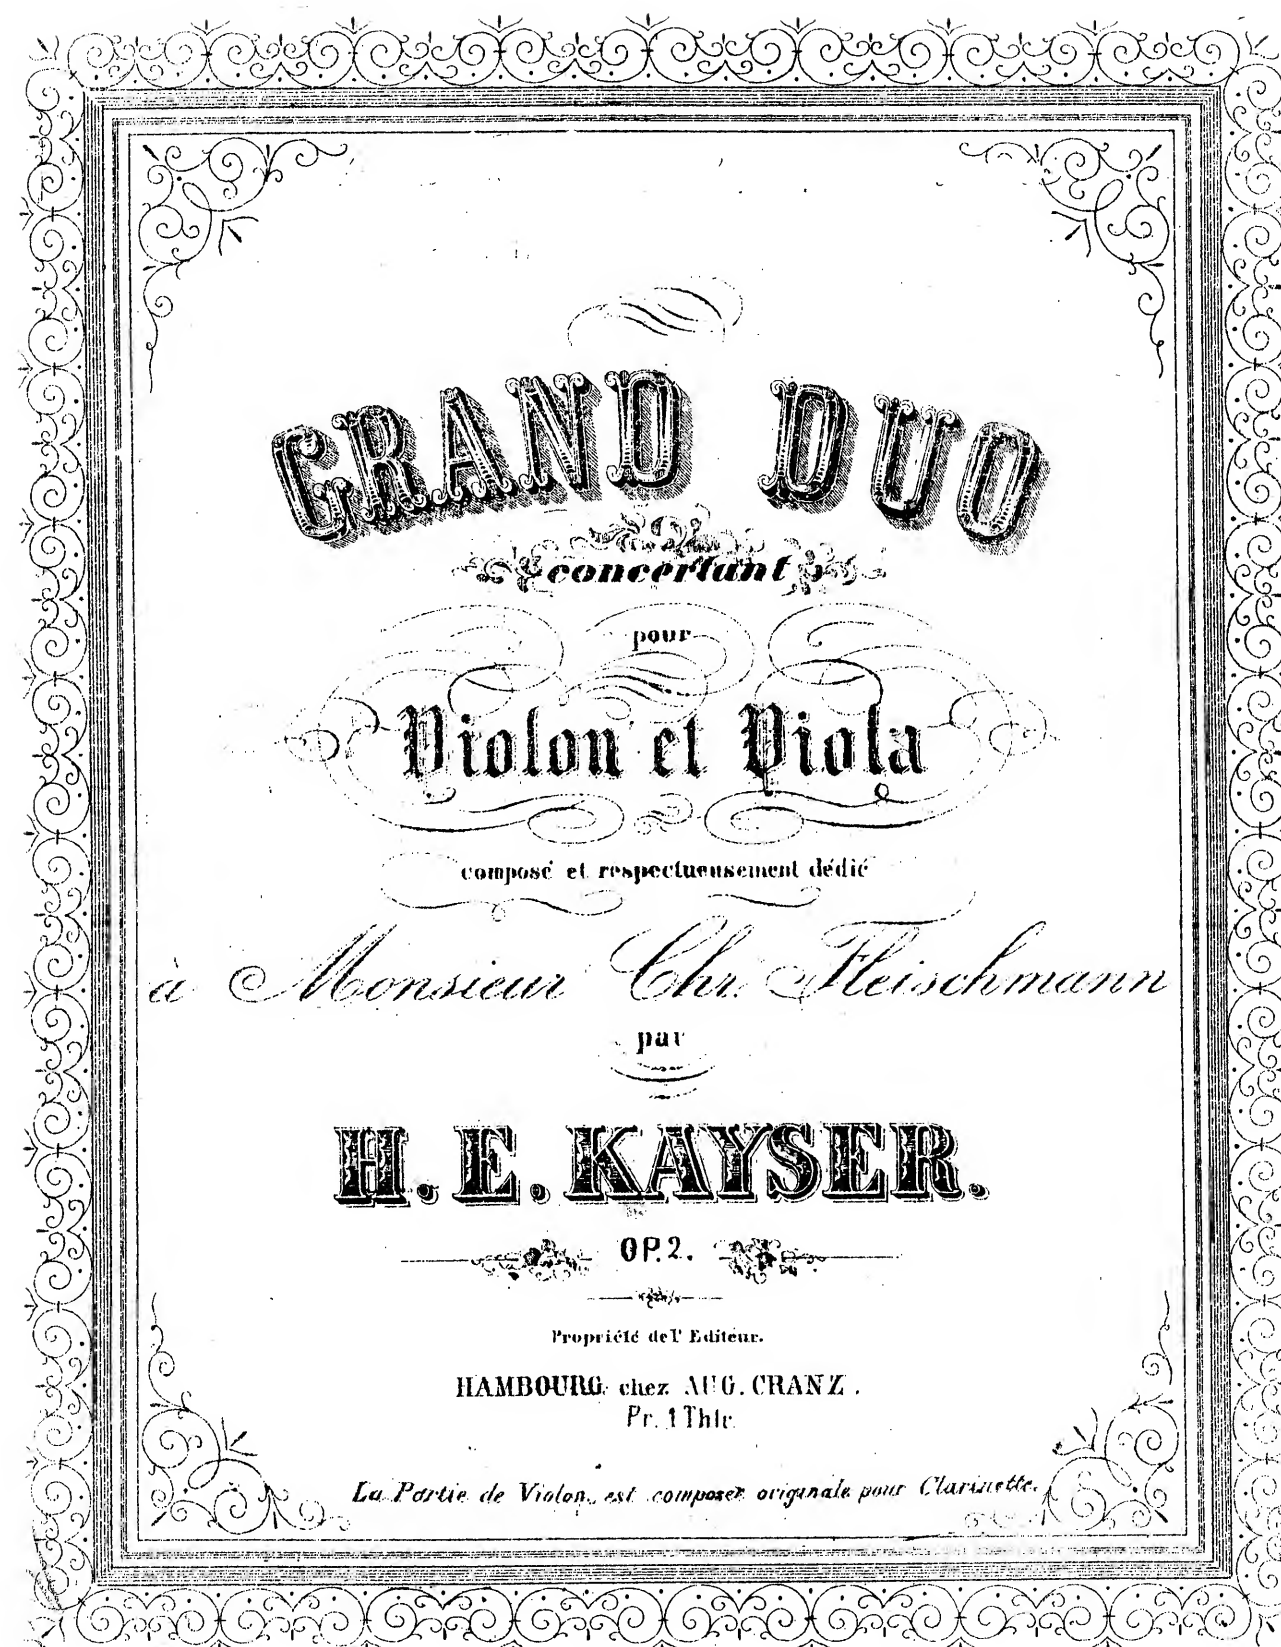 GRAND DUO
concertant
pour
Violon et Viola
composé et respectueusement dédié
à Monsieur Chr. Fleischmann
par
H. E. KAYSER.
OP. 2.
Propriété de l' Editeur.
HAMBOURG, chez AUG. CRANZ.
Pr. 1 Thlr.
La Partie de Violon, est composer originale pour Clarinette.